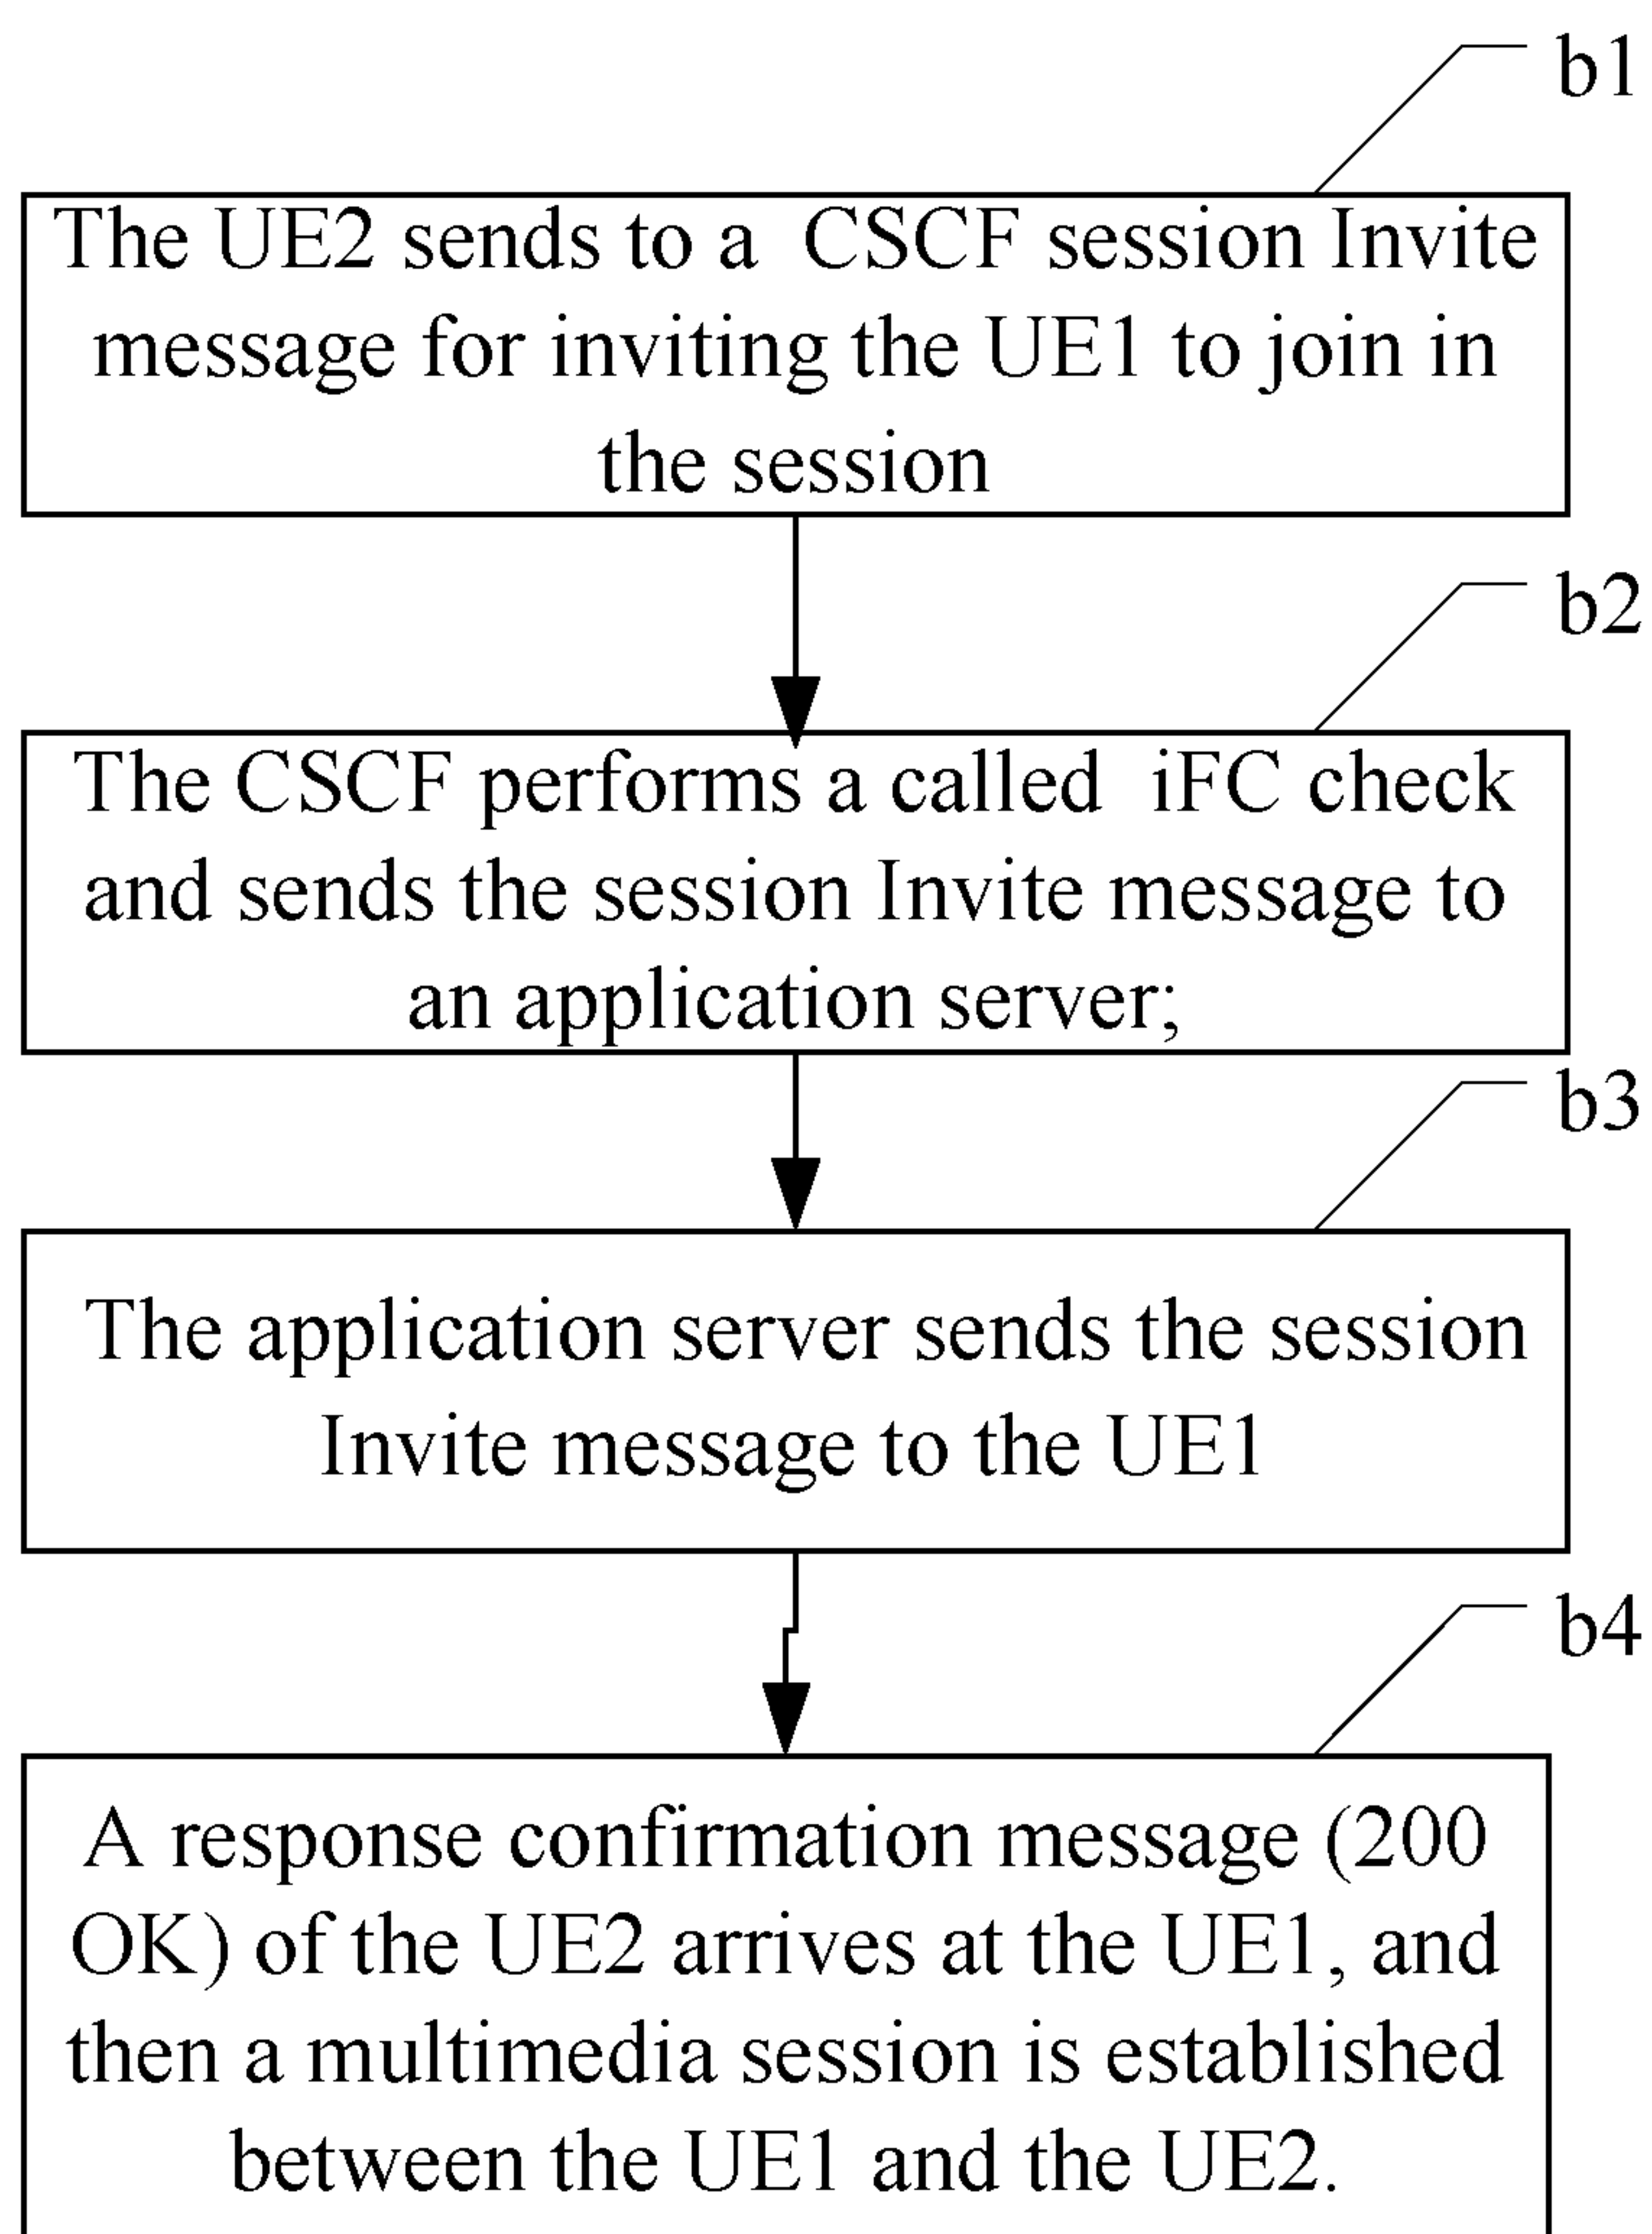 b1
The UE2 sends to a CSCF session Invite
message for inviting the UE1 to join in
the session
b2
The CSCF performs a called iFC check
and sends the session Invite message to
an application server;
b3
The application server sends the session
Invite message to the UE1
b4
A response confirmation message (200
OK) of the UE2 arrives at the UE1, and
then a multimedia session is established
between the UE1 and the UE2.